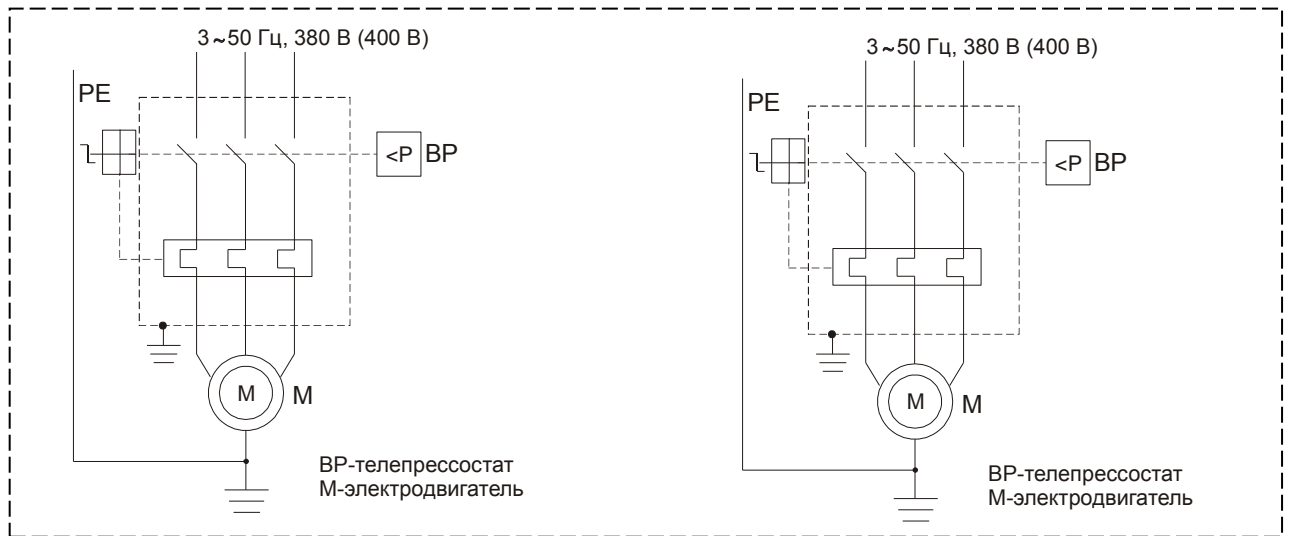 3~50 Гц, 380 В (400 В)
PE
<P BP
M M
BP-телепрессостат
М-электродвигатель
3~50 Гц, 380 В (400 В)
PE
<P BP
M M
BP-телепрессостат
М-электродвигатель